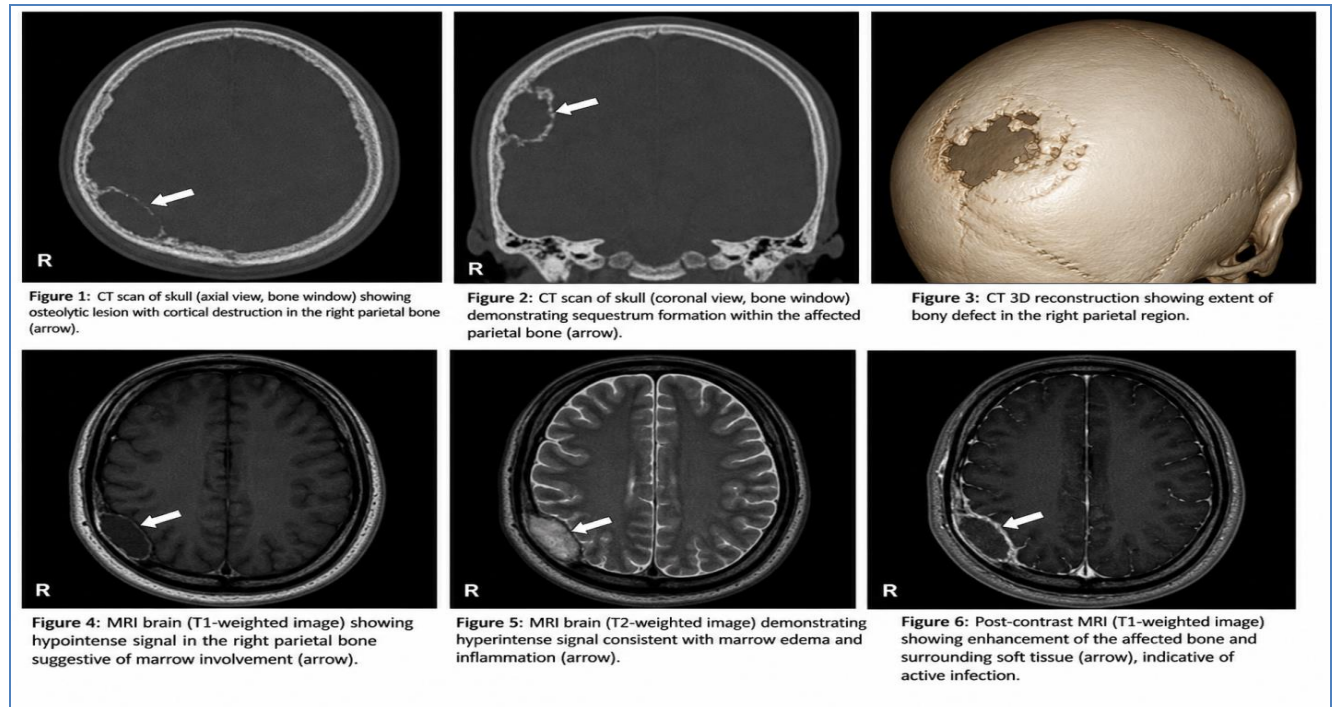 R
R
Figure 1: CT scan of skull (axial view, bone window) showing
osteolytic lesion with cortical destruction in the right parietal bone
(arrow).
Figure 2: CT scan of skull (coronal view, bone window)
demonstrating sequestrum formation within the affected
parietal bone (arrow).
Figure 3: CT 3D reconstruction showing extent of
bony defect in the right parietal region.
R
R
R
Figure 4: MRI brain (T1-weighted image) showing
hypointense signal in the right parietal bone
suggestive of marrow involvement (arrow).
Figure 5: MRI brain (T2-weighted image) demonstrating
hyperintense signal consistent with marrow edema and
inflammation (arrow).
Figure 6: Post-contrast MRI (T1-weighted image)
showing enhancement of the affected bone and
surrounding soft tissue (arrow), indicative of
active infection.